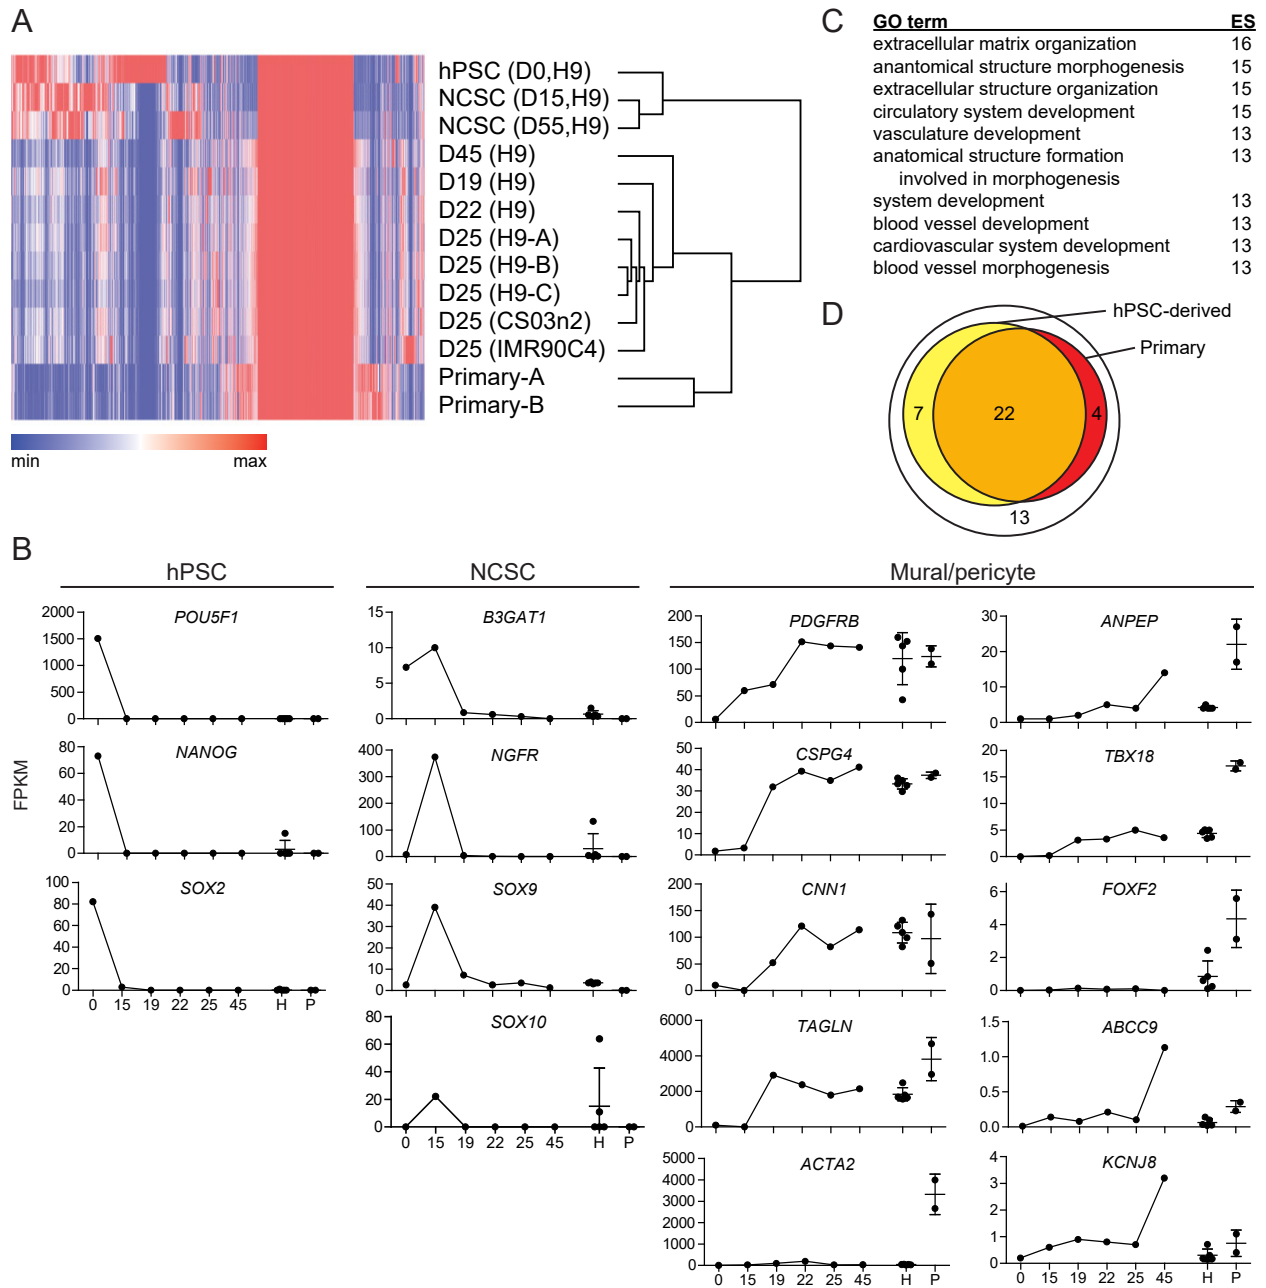 A
hPSC (D0,H9)
NCSC (D15,H9)
NCSC (D55,H9)
D45 (H9)
D19 (H9)
D22 (H9)
D25 (H9-A)
D25 (H9-B)
D25 (H9-C)
D25 (CS03n2)
D25 (IMR90C4)
Primary-A
Primary-B
min max
C
GO term ES
extracellular matrix organization 16
anantomical structure morphogenesis 15
extracellular structure organization 15
circulatory system development 15
vasculature development 13
anatomical structure formation 13
involved in morphogenesis
system development 13
blood vessel development 13
cardiovascular system development 13
blood vessel morphogenesis 13
D
hPSC-derived
Primary
7 22 4
13
B
FPKM
hPSC
POU5F1
2000
1500
1000
500
0
NANOG
80
60
40
20
0
SOX2
100
80
60
40
20
0
0 15 19 22 25 45 H P
NCSC
B3GAT1
15
10
5
0
NGFR
400
300
200
100
0
SOX9
50
40
30
20
10
0
SOX10
80
60
40
20
0
0 15 19 22 25 45 H P
Mural/pericyte
PDGFRB
200
150
100
50
0
CSPG4
50
40
30
20
10
0
CNN1
200
150
100
50
0
TAGLN
6000
4000
2000
0
ACTA2
5000
4000
3000
2000
1000
0
0 15 19 22 25 45 H P
ANPEP
30
20
10
0
TBX18
20
15
10
5
0
FOXF2
6
4
2
0
ABCC9
1.5
1.0
0.5
0.0
KCNJ8
4
3
2
1
0
0 15 19 22 25 45 H P